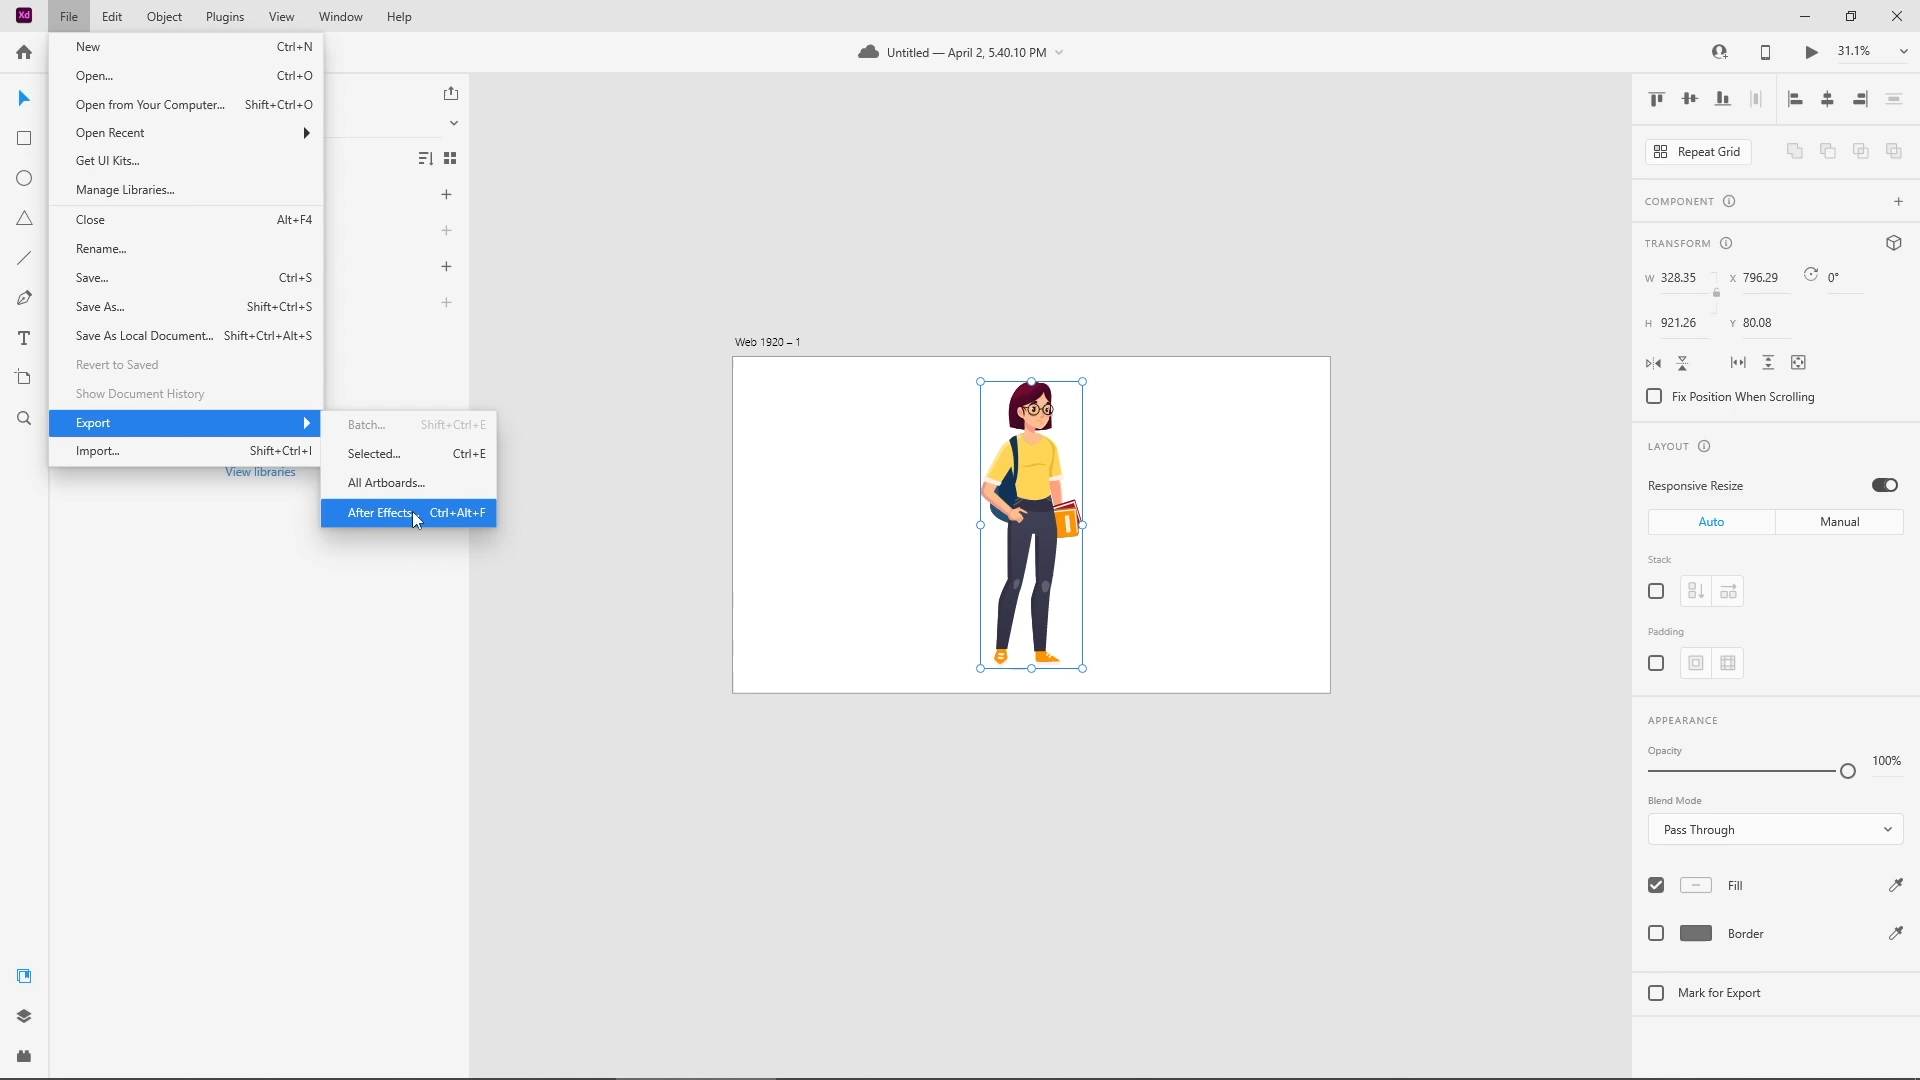 Xd File Edit Object Plugins View Window Help
Untitled — April 2, 5.40.10 PM
31.1%
New Ctrl+N
Open... Ctrl+O
Open from Your Computer... Shift+Ctrl+O
Open Recent
Get UI Kits...
Manage Libraries...
Close Alt+F4
Rename...
Save... Ctrl+S
Save As... Shift+Ctrl+S
Save As Local Document... Shift+Ctrl+Alt+S
Revert to Saved
Show Document History
Export
Import... Shift+Ctrl+I
Batch... Shift+Ctrl+E
Selected... Ctrl+E
All Artboards...
After Effects... Ctrl+Alt+F
View libraries
Web 1920 – 1
Repeat Grid
COMPONENT
TRANSFORM
W 328.35 X 796.29 0°
H 921.26 Y 80.08
Fix Position When Scrolling
LAYOUT
Responsive Resize
Auto Manual
Stack
Padding
APPEARANCE
Opacity
100%
Blend Mode
Pass Through
Fill
Border
Mark for Export